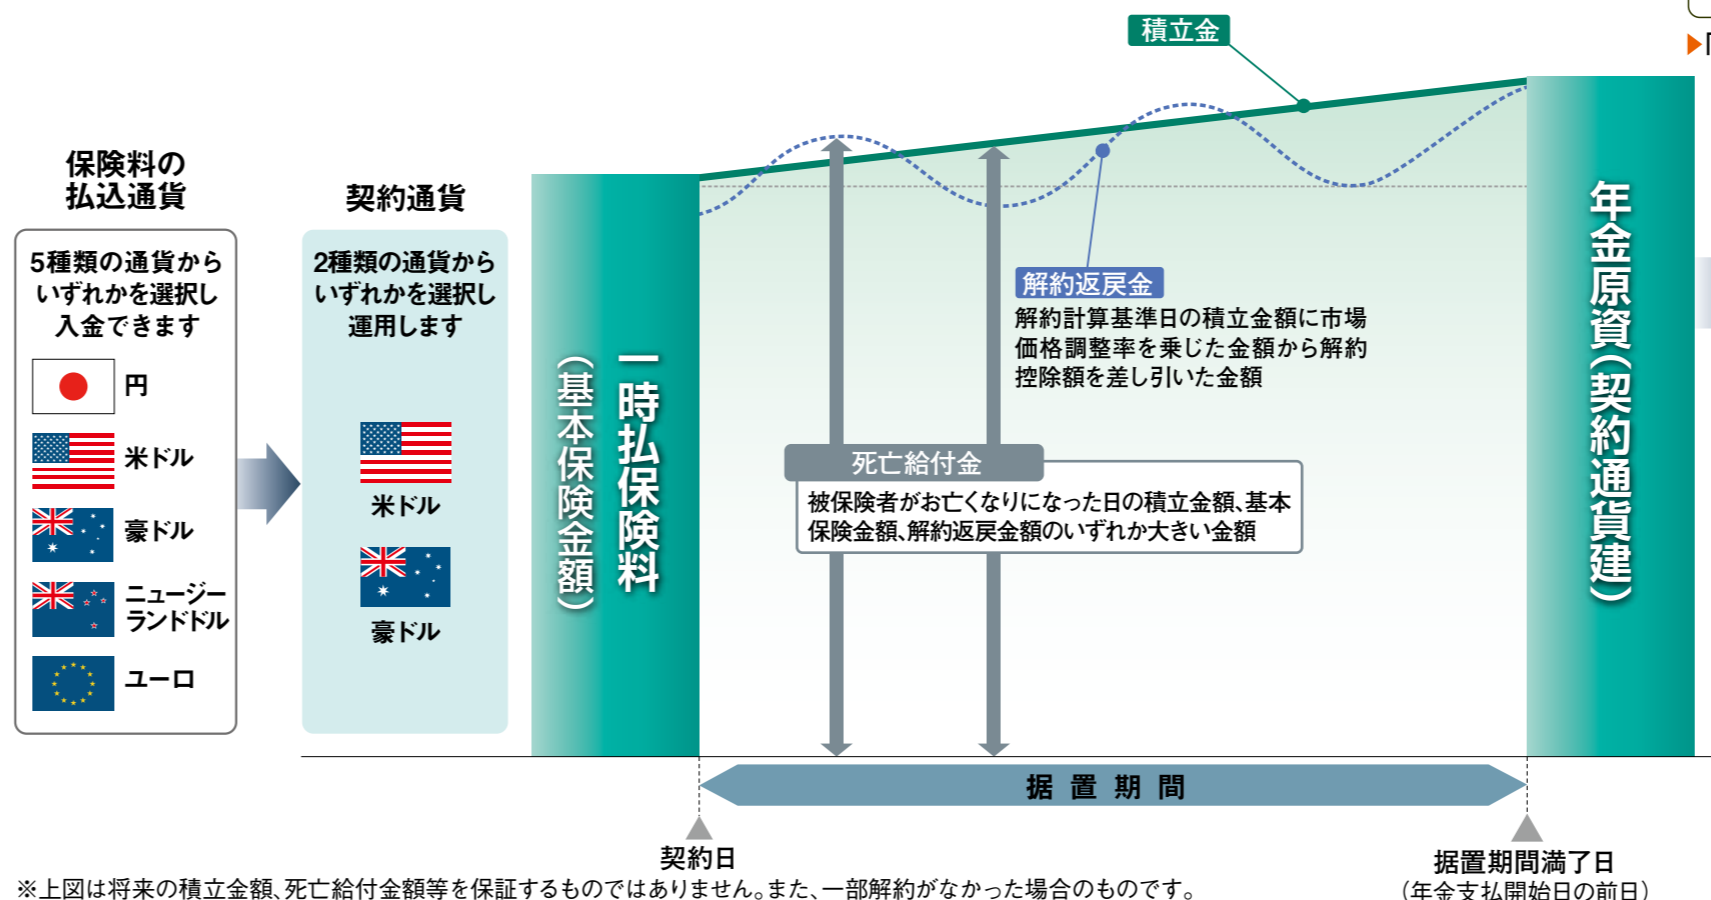 保険料の
払込通貨
5種類の通貨から
いずれかを選択し
入金できます
円
米ドル
豪ドル
ニュージー
ランドドル
ユーロ
契約通貨
2種類の通貨から
いずれかを選択し
運用します
米ドル
豪ドル
一時払保険料
（基本保険金額）
積立金
解約返戻金
解約計算基準日の積立金額に市場
価格調整率を乗じた金額から解約
控除額を差し引いた金額
死亡給付金
被保険者がお亡くなりになった日の積立金額、基本
保険金額、解約返戻金額のいずれか大きい金額
年金原資（契約通貨建）
据置期間
契約日
据置期間満了日
（年金支払開始日の前日）
※上図は将来の積立金額、死亡給付金額等を保証するものではありません。また、一部解約がなかった場合のものです。